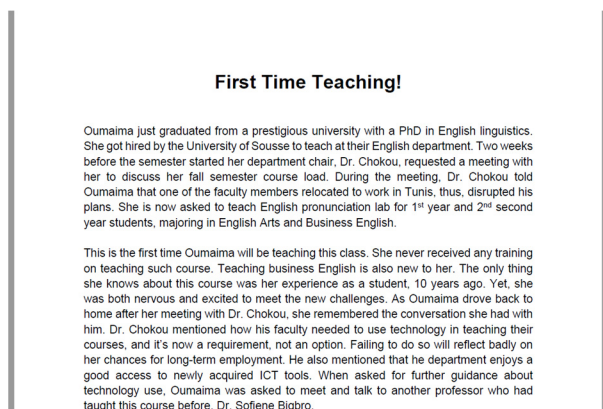 First Time Teaching!
Oumaima just graduated from a prestigious university with a PhD in English linguistics.
She got hired by the University of Sousse to teach at their English department. Two weeks
before the semester started her department chair, Dr. Chokou, requested a meeting with
her to discuss her fall semester course load. During the meeting, Dr. Chokou told
Oumaima that one of the faculty members relocated to work in Tunis, thus, disrupted his
plans. She is now asked to teach English pronunciation lab for 1st year and 2nd second
year students, majoring in English Arts and Business English.
This is the first time Oumaima will be teaching this class. She never received any training
on teaching such course. Teaching business English is also new to her. The only thing
she knows about this course was her experience as a student, 10 years ago. Yet, she
was both nervous and excited to meet the new challenges. As Oumaima drove back to
home after her meeting with Dr. Chokou, she remembered the conversation she had with
him. Dr. Chokou mentioned how his faculty needed to use technology in teaching their
courses, and it's now a requirement, not an option. Failing to do so will reflect badly on
her chances for long-term employment. He also mentioned that he department enjoys a
good access to newly acquired ICT tools. When asked for further guidance about
technology use, Oumaima was asked to meet and talk to another professor who had
taught this course before, Dr. Sofiene Bigbro.